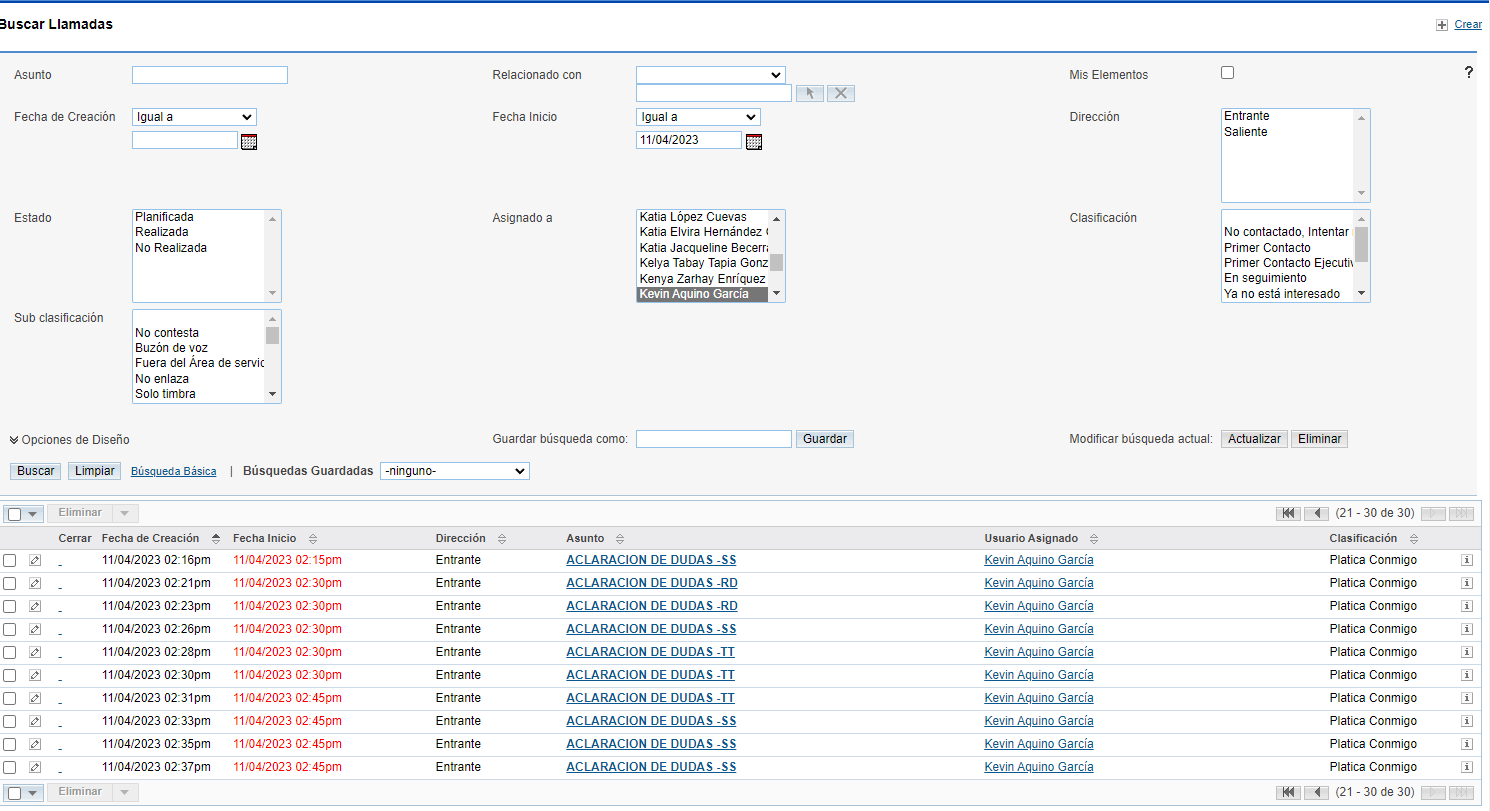 Buscar Llamadas
Crear
Asunto Relacionado con Mis Elementos ?
Fecha de Creación Igual a Fecha Inicio Igual a Dirección Entrante
Saliente
11/04/2023
Estado Planificada Asignado a Katia López Cuevas Clasificación
Realizada Katia Elvira Hernández No contactado, Intentar
No Realizada Katia Jacqueline Becerra Primer Contacto
Kelya Tabay Tapia Gonz Primer Contacto Ejecutiv
Kenya Zarhay Enríquez En seguimiento
Kevin Aquino García Ya no está interesado
Sub clasificación
No contesta
Buzón de voz
Fuera del Área de servic
No enlaza
Solo timbra
Opciones de Diseño Guardar búsqueda como: Guardar Modificar búsqueda actual: Actualizar Eliminar
Buscar Limpiar Búsqueda Básica | Búsquedas Guardadas -ninguno-
Eliminar (21 - 30 de 30)
Cerrar Fecha de Creación Fecha Inicio Dirección Asunto Usuario Asignado Clasificación
11/04/2023 02:16pm 11/04/2023 02:15pm Entrante ACLARACION DE DUDAS -SS Kevin Aquino García Platica Conmigo
11/04/2023 02:21pm 11/04/2023 02:30pm Entrante ACLARACION DE DUDAS -RD Kevin Aquino García Platica Conmigo
11/04/2023 02:23pm 11/04/2023 02:30pm Entrante ACLARACION DE DUDAS -RD Kevin Aquino García Platica Conmigo
11/04/2023 02:26pm 11/04/2023 02:30pm Entrante ACLARACION DE DUDAS -SS Kevin Aquino García Platica Conmigo
11/04/2023 02:28pm 11/04/2023 02:30pm Entrante ACLARACION DE DUDAS -TT Kevin Aquino García Platica Conmigo
11/04/2023 02:30pm 11/04/2023 02:30pm Entrante ACLARACION DE DUDAS -TT Kevin Aquino García Platica Conmigo
11/04/2023 02:31pm 11/04/2023 02:45pm Entrante ACLARACION DE DUDAS -TT Kevin Aquino García Platica Conmigo
11/04/2023 02:33pm 11/04/2023 02:45pm Entrante ACLARACION DE DUDAS -SS Kevin Aquino García Platica Conmigo
11/04/2023 02:35pm 11/04/2023 02:45pm Entrante ACLARACION DE DUDAS -SS Kevin Aquino García Platica Conmigo
11/04/2023 02:37pm 11/04/2023 02:45pm Entrante ACLARACION DE DUDAS -SS Kevin Aquino García Platica Conmigo
Eliminar (21 - 30 de 30)